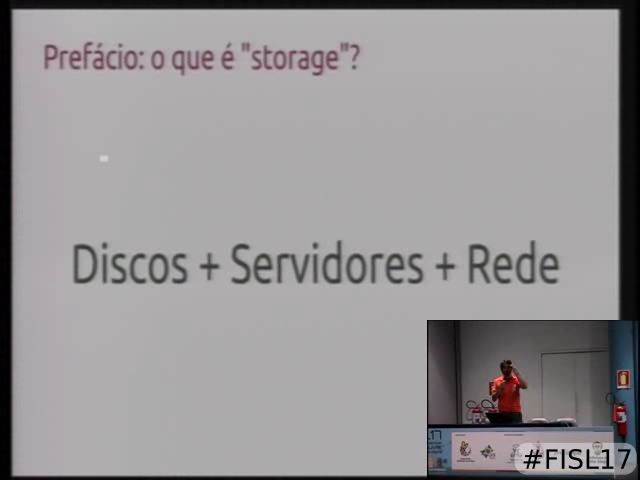 Prefácio: o que é "storage"?
Discos + Servidores + Rede
#FISL17